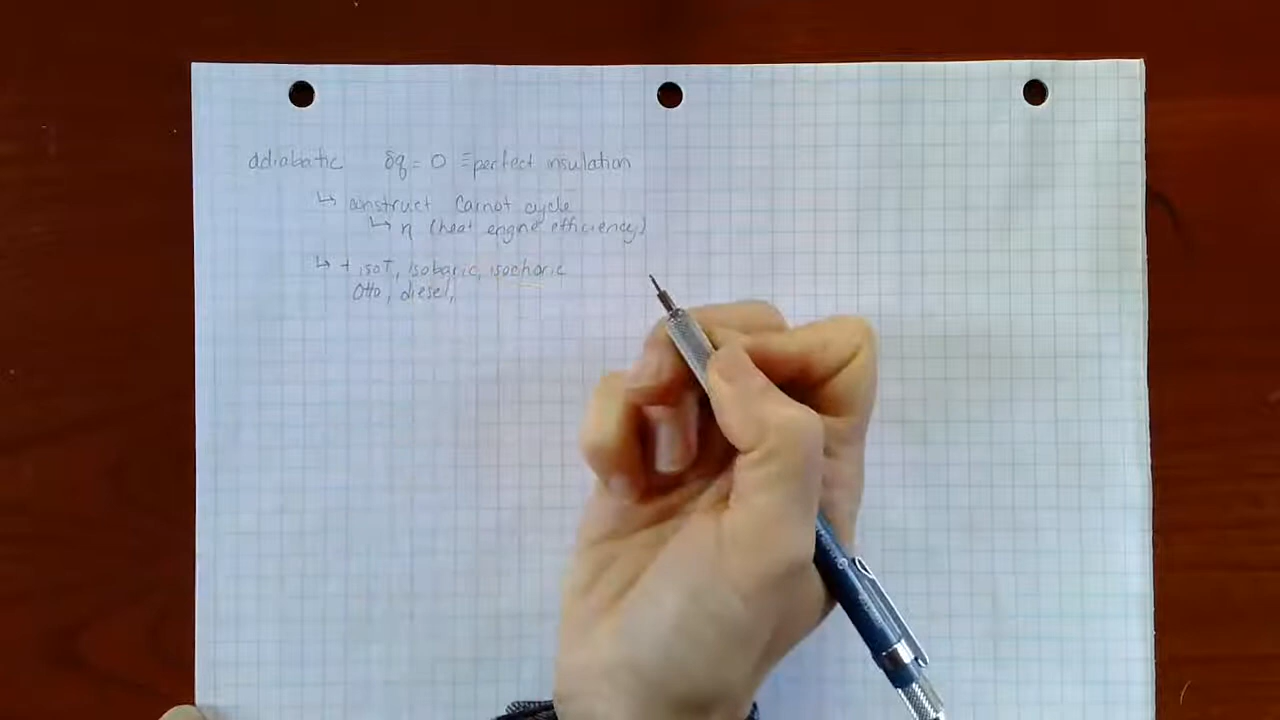 adiabatic δq = 0 ≡ perfect insulation
↳ construct Carnot cycle
↳ η (heat engine efficiency)
↳ + isoT, isobaric, isochoric
Otto, diesel,